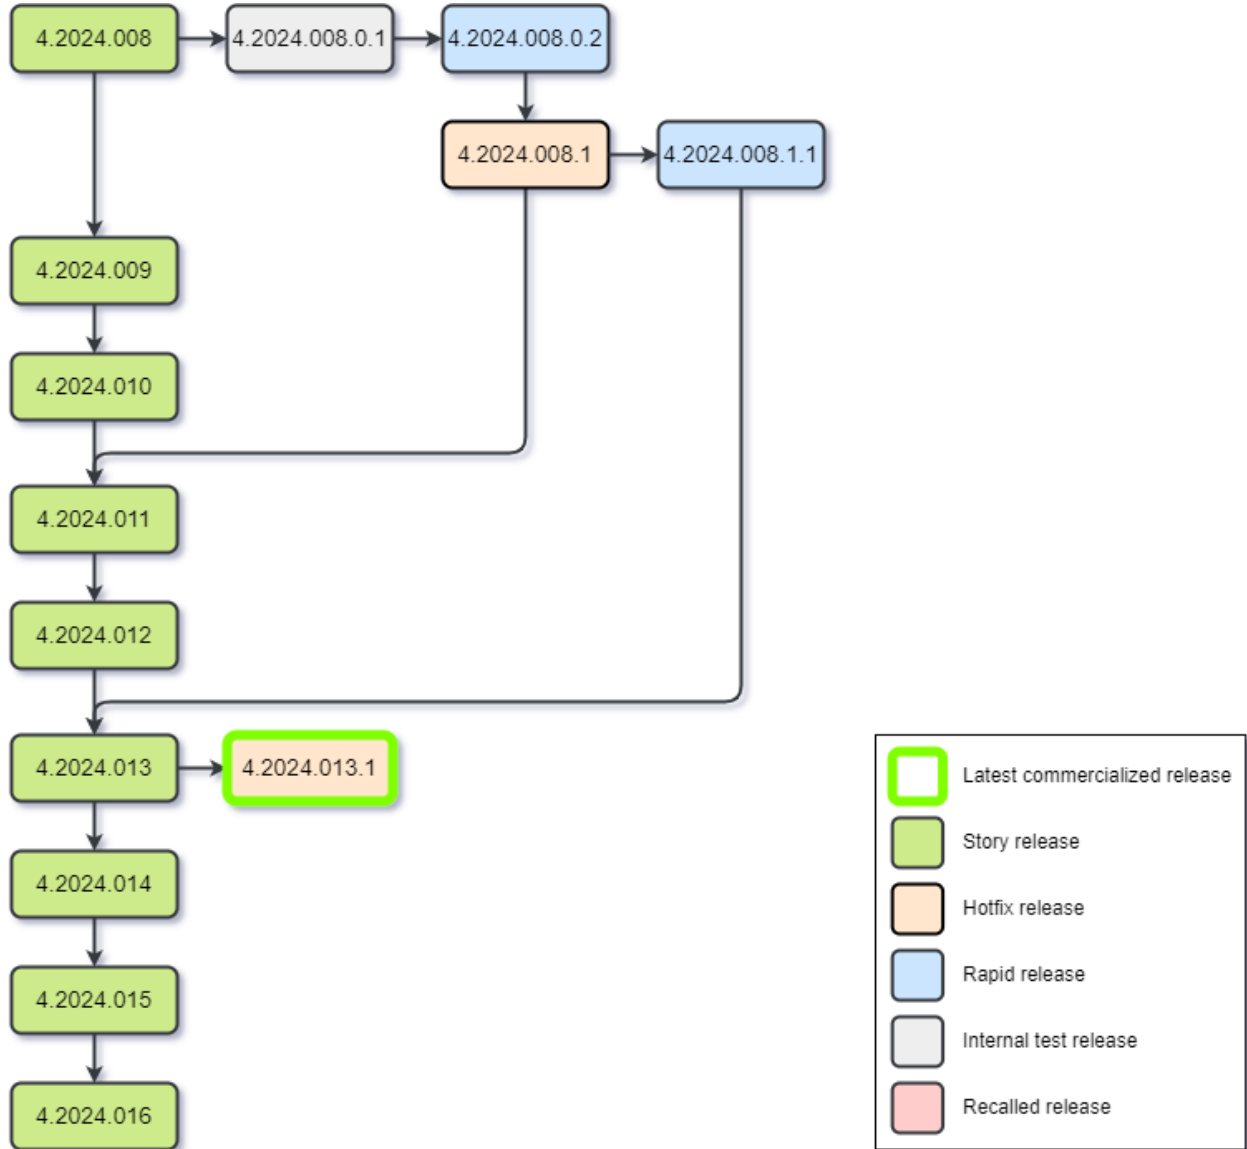 4.2024.008
4.2024.008.0.1
4.2024.008.0.2
4.2024.008.1
4.2024.008.1.1
4.2024.009
4.2024.010
4.2024.011
4.2024.012
4.2024.013
4.2024.013.1
4.2024.014
4.2024.015
4.2024.016
Latest commercialized release
Story release
Hotfix release
Rapid release
Internal test release
Recalled release